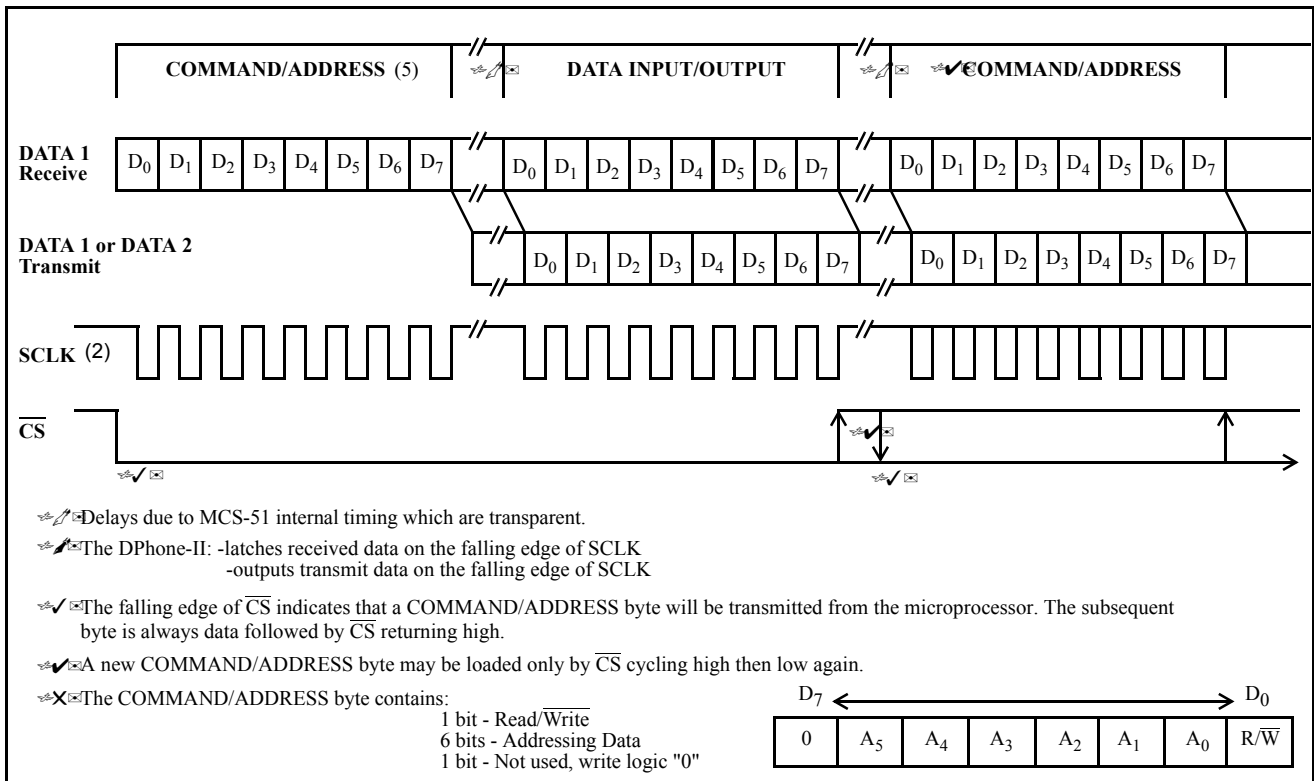 COMMAND/ADDRESS (5) DATA INPUT/OUTPUT COMMAND/ADDRESS
DATA 1
Receive
D0 D1 D2 D3 D4 D5 D6 D7 D0 D1 D2 D3 D4 D5 D6 D7 D0 D1 D2 D3 D4 D5 D6 D7
DATA 1 or DATA 2
Transmit
D0 D1 D2 D3 D4 D5 D6 D7 D0 D1 D2 D3 D4 D5 D6 D7
SCLK (2)
CS
Delays due to MCS-51 internal timing which are transparent.
The DPhone-II: -latches received data on the falling edge of SCLK
-outputs transmit data on the falling edge of SCLK
The falling edge of CS indicates that a COMMAND/ADDRESS byte will be transmitted from the microprocessor. The subsequent
byte is always data followed by CS returning high.
A new COMMAND/ADDRESS byte may be loaded only by CS cycling high then low again.
The COMMAND/ADDRESS byte contains:
1 bit - Read/Write
6 bits - Addressing Data
1 bit - Not used, write logic "0"
D7 D0
0 A5 A4 A3 A2 A1 A0 R/W